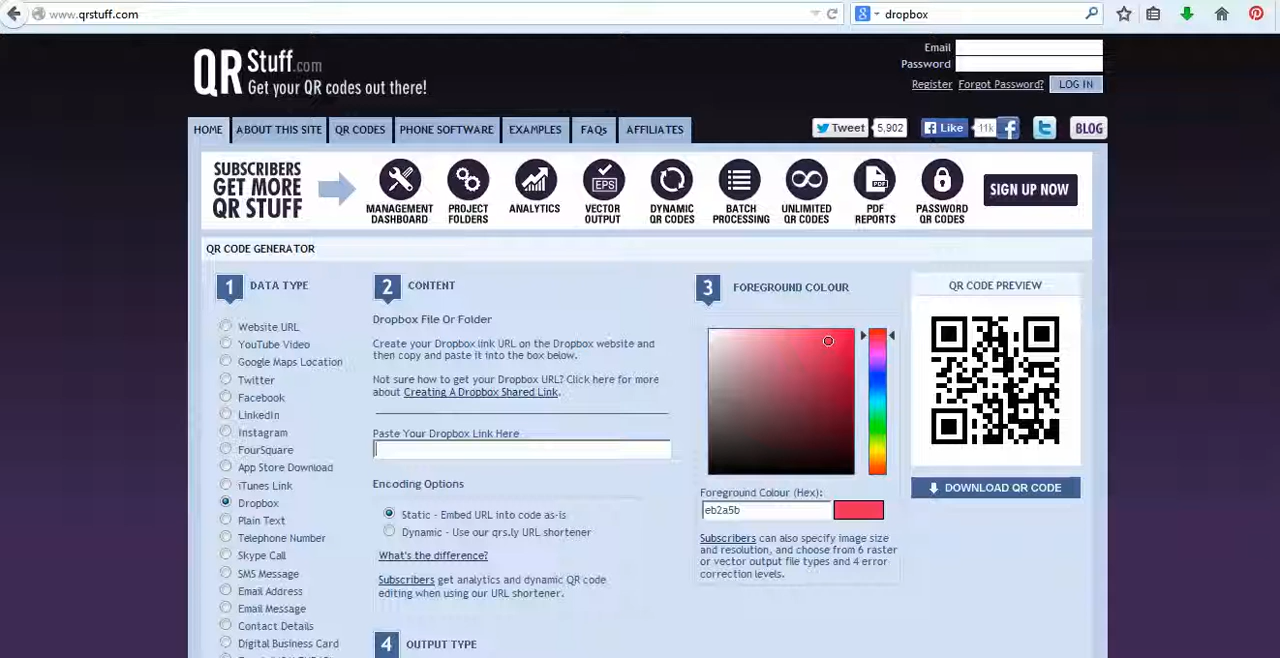 www.qrstuff.com
dropbox
QR Stuff.com
Get your QR codes out there!
Email
Password
Register Forgot Password? LOG IN
HOME ABOUT THIS SITE QR CODES PHONE SOFTWARE EXAMPLES FAQs AFFILIATES
Tweet 5,902 Like 11k BLOG
SUBSCRIBERS
GET MORE
QR STUFF
MANAGEMENT
DASHBOARD
PROJECT
FOLDERS
ANALYTICS
EPS
VECTOR
OUTPUT
DYNAMIC
QR CODES
BATCH
PROCESSING
UNLIMITED
QR CODES
PDF
PDF
REPORTS
PASSWORD
QR CODES
SIGN UP NOW
QR CODE GENERATOR
1 DATA TYPE
Website URL
YouTube Video
Google Maps Location
Twitter
Facebook
LinkedIn
Instagram
FourSquare
App Store Download
iTunes Link
Dropbox
Plain Text
Telephone Number
Skype Call
SMS Message
Email Address
Email Message
Contact Details
Digital Business Card
2 CONTENT
Dropbox File Or Folder
Create your Dropbox link URL on the Dropbox website and
then copy and paste it into the box below.
Not sure how to get your Dropbox URL? Click here for more
about Creating A Dropbox Shared Link.
Paste Your Dropbox Link Here
Encoding Options
Static - Embed URL into code as-is
Dynamic - Use our qrs.ly URL shortener
What's the difference?
Subscribers get analytics and dynamic QR code
editing when using our URL shortener.
4 OUTPUT TYPE
3 FOREGROUND COLOUR
Foreground Colour (Hex):
eb2a5b
Subscribers can also specify image size
and resolution, and choose from 6 raster
or vector output file types and 4 error
correction levels.
QR CODE PREVIEW
DOWNLOAD QR CODE